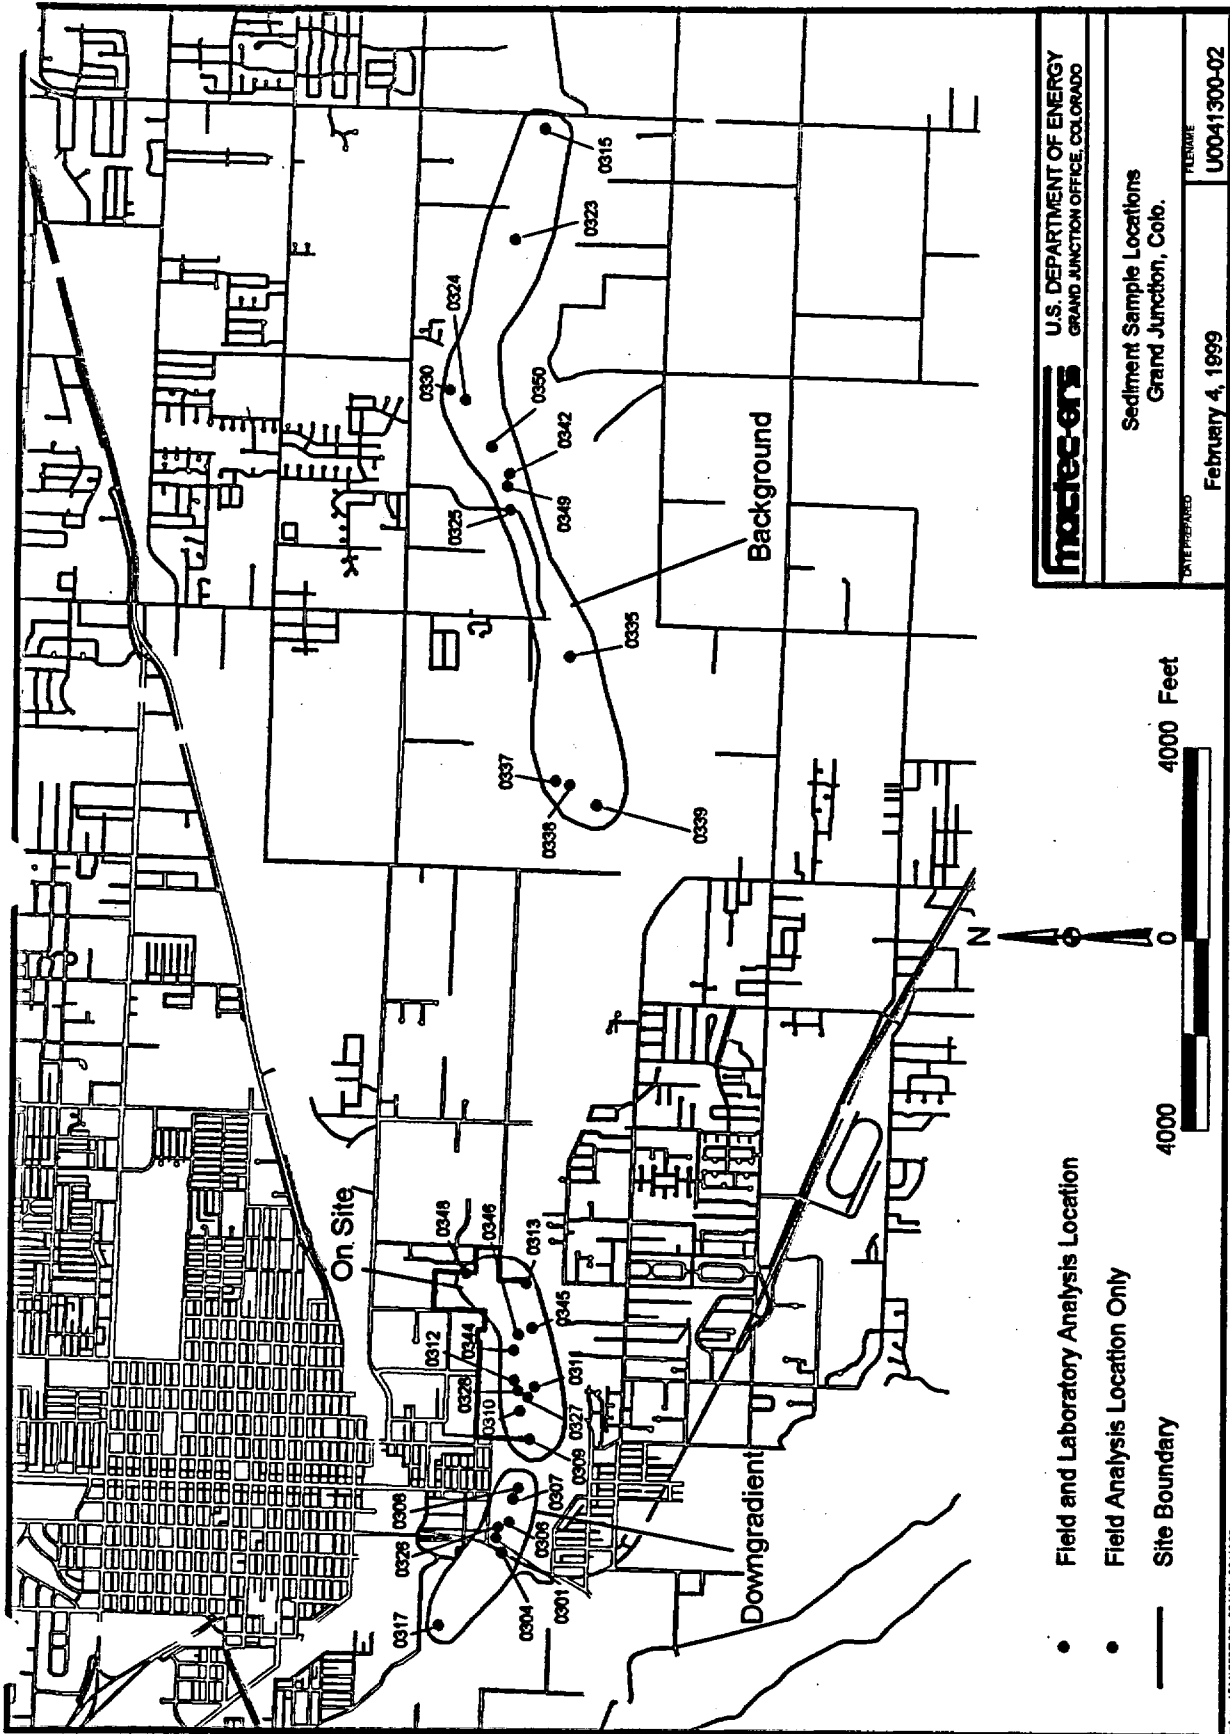 0315
0323
0324
0330
0350
0342
0349
0325
Background
0335
0337
0338
0339
On Site
0348
0346
0313
0345
0344
0312
0311
0328
0327
0310
0309
0308
0307
0326
0306
0301
0304
0317
Downgradient
N
4000 0 4000 Feet
Field and Laboratory Analysis Location
Field Analysis Location Only
Site Boundary
mactec-ers
U.S. DEPARTMENT OF ENERGY
GRAND JUNCTION OFFICE, COLORADO
Sediment Sample Locations
Grand Junction, Colo.
DATE PREPARED
February 4, 1999
FILENAME
U0041300-02